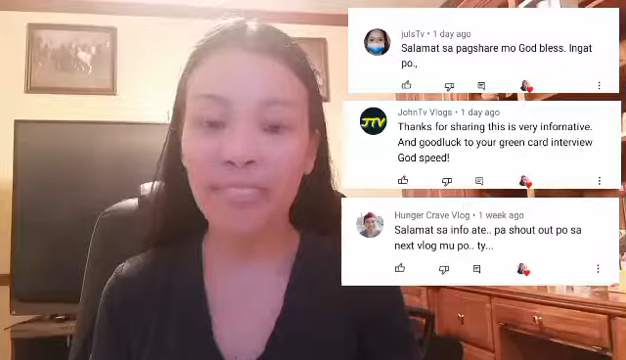 julsTv • 1 day ago
Salamat sa pagshare mo God bless. Ingat
po.,
JTV
JohnTv Vlogs • 1 day ago
Thanks for sharing this is very infornative.
And goodluck to your green card interview
God speed!
Hunger Crave Vlog • 1 week ago
Salamat sa info ate.. pa shout out po sa
next vlog mu po.. ty...